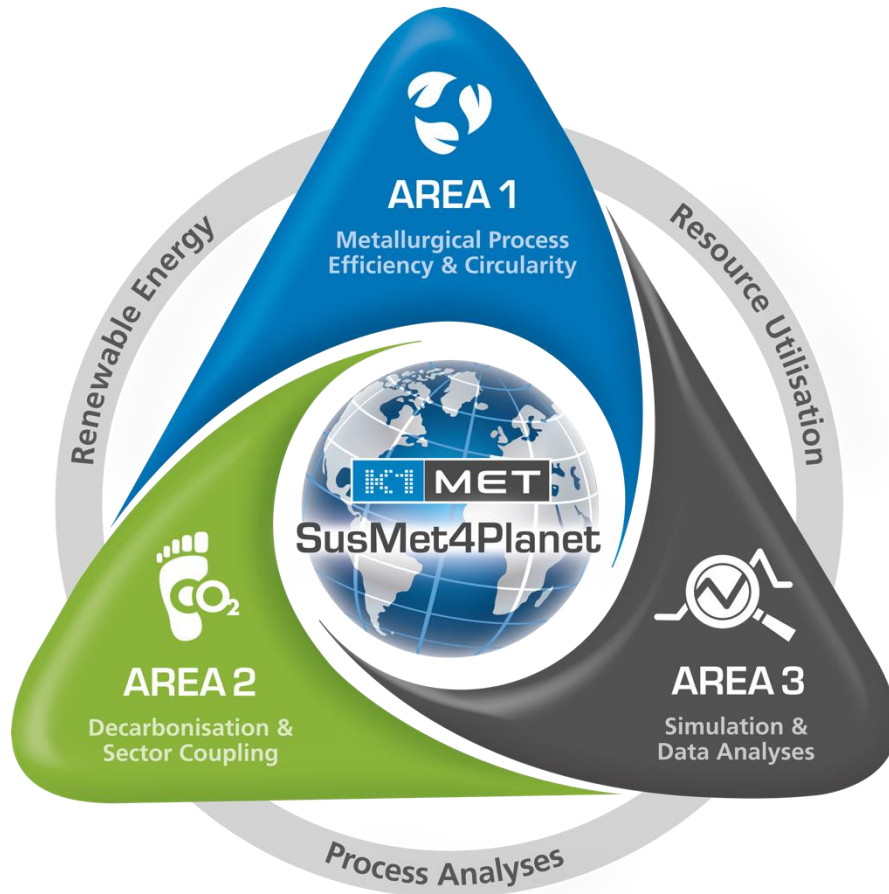 AREA 1
Metallurgical Process
Efficiency & Circularity
Renewable Energy
Resource Utilisation
K1 MET
SusMet4Planet
CO2
AREA 2
Decarbonisation &
Sector Coupling
AREA 3
Simulation &
Data Analyses
Process Analyses